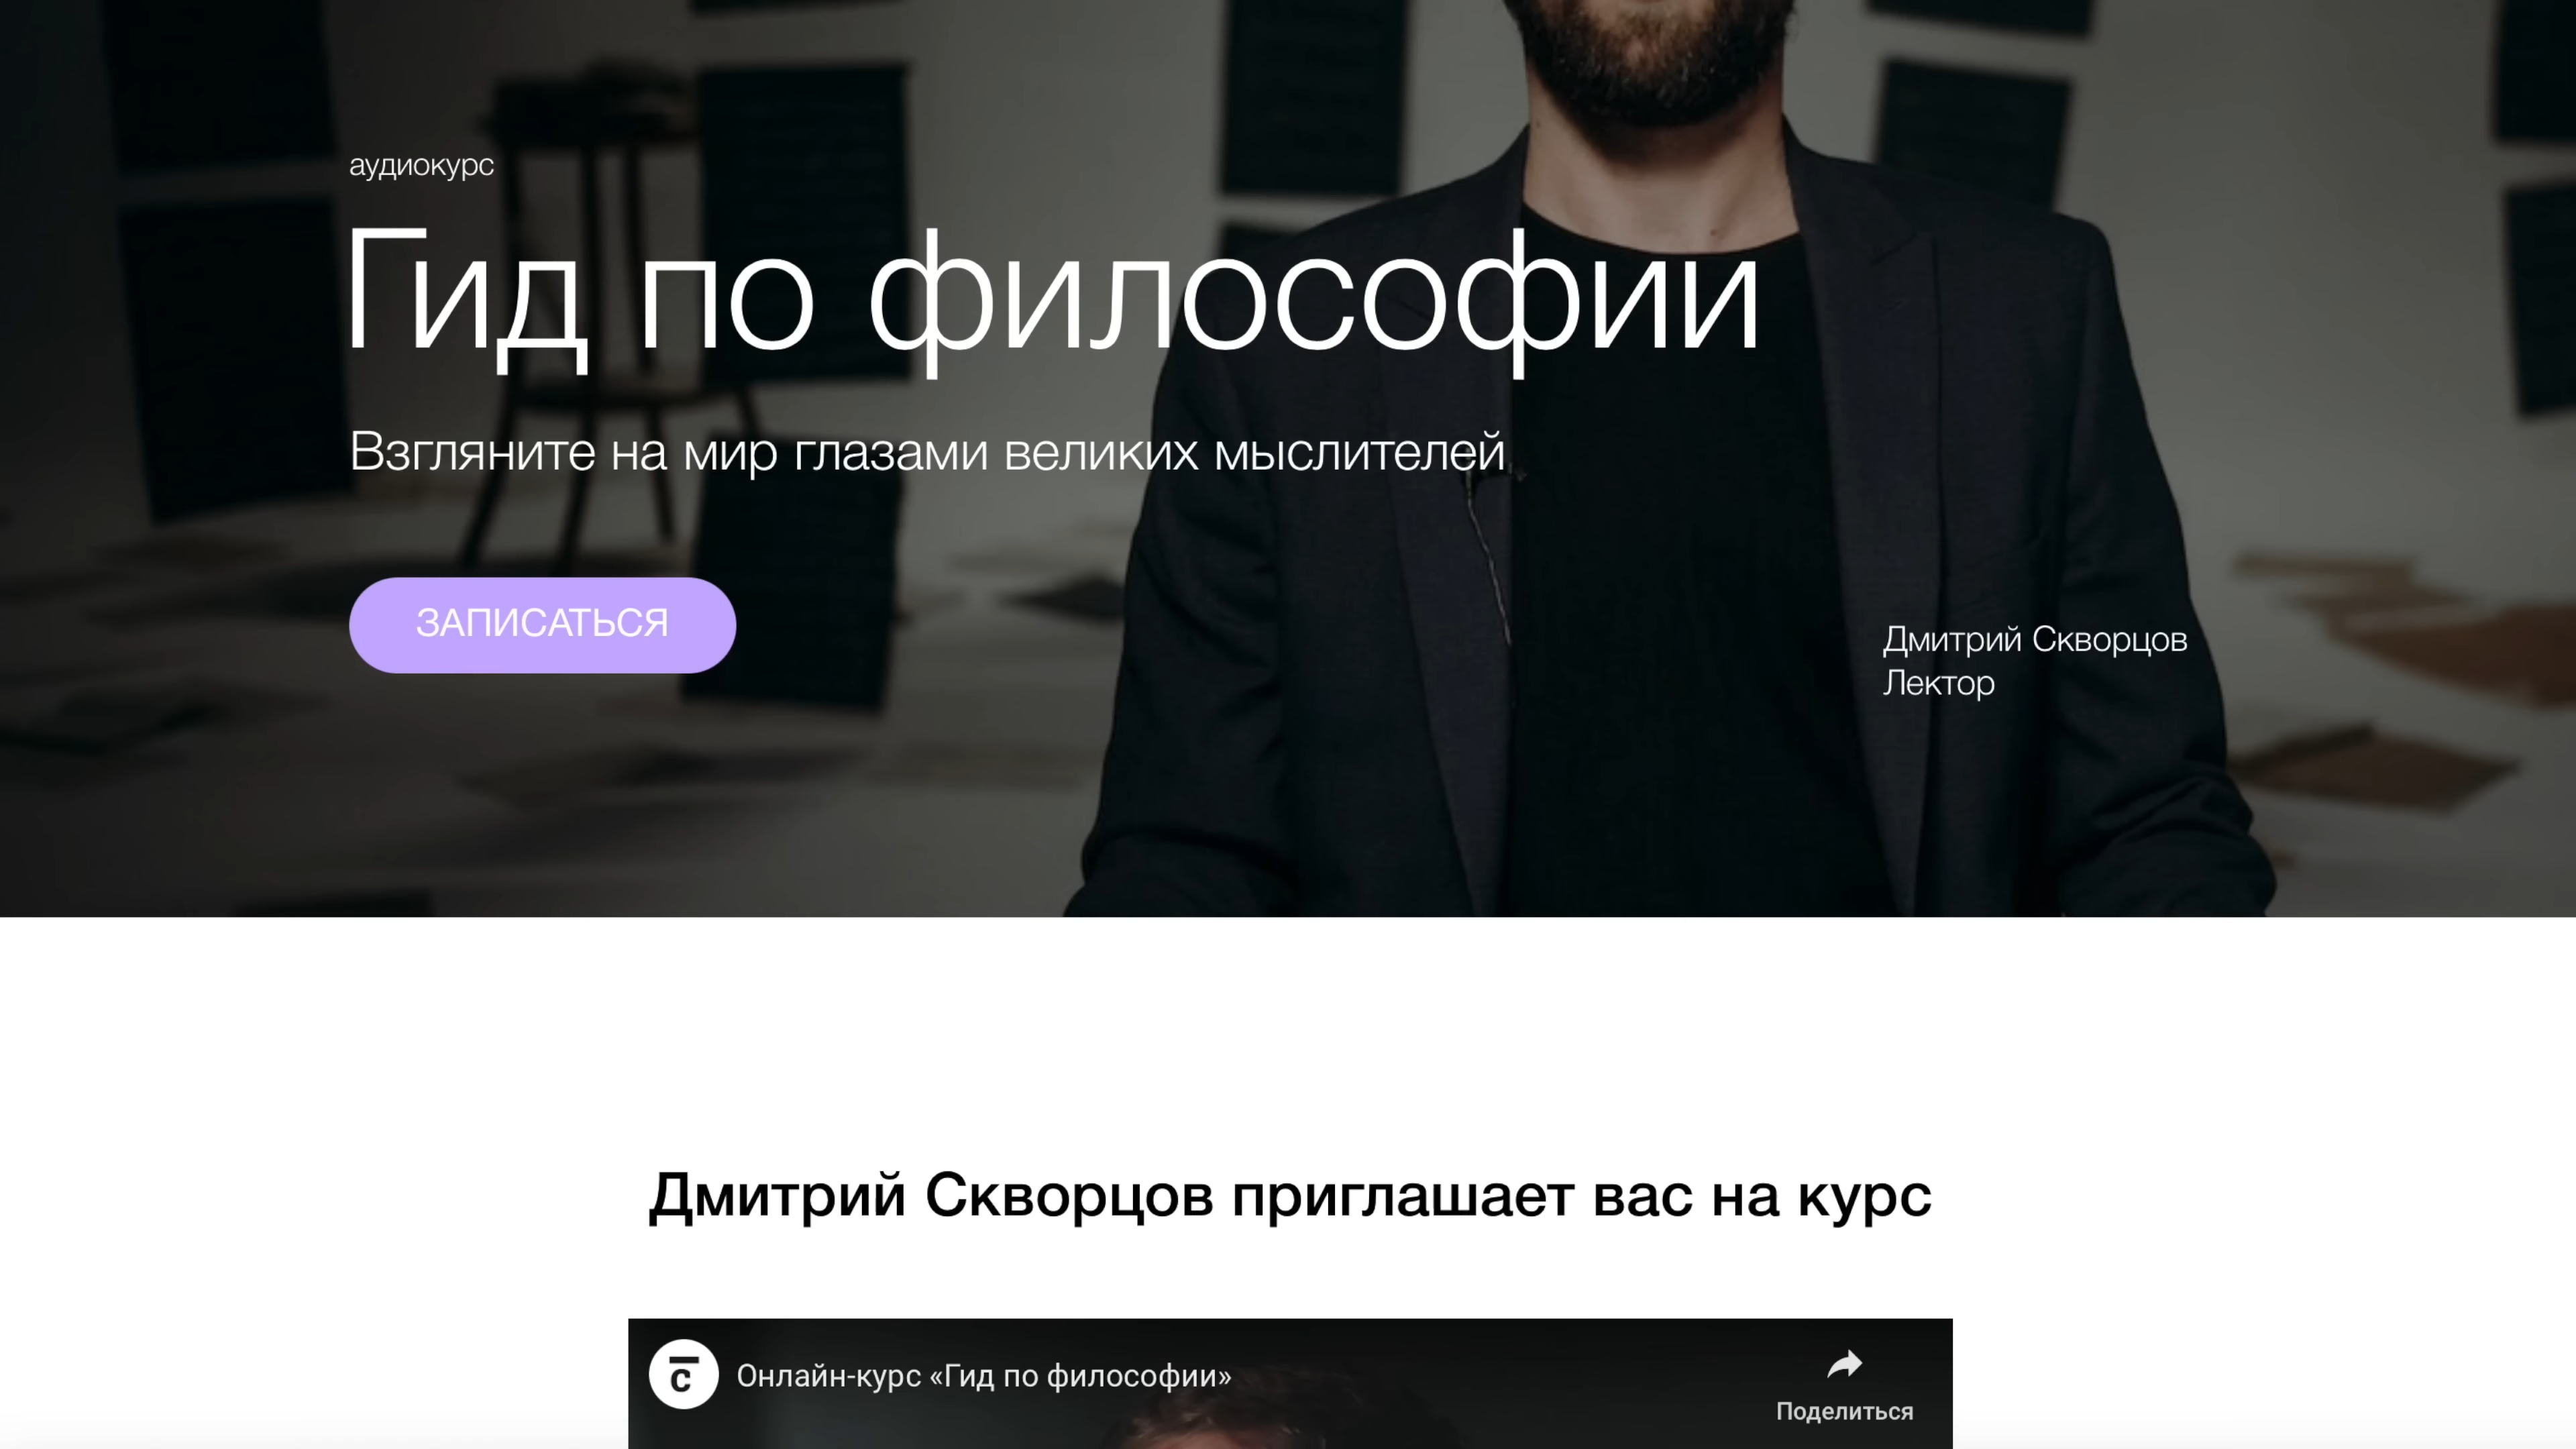 аудиокурс
Гид по философии
Взгляните на мир глазами великих мыслителей
ЗАПИСАТЬСЯ
Дмитрий Скворцов
Лектор
Дмитрий Скворцов приглашает вас на курс
с
Онлайн-курс «Гид по философии»
Поделиться